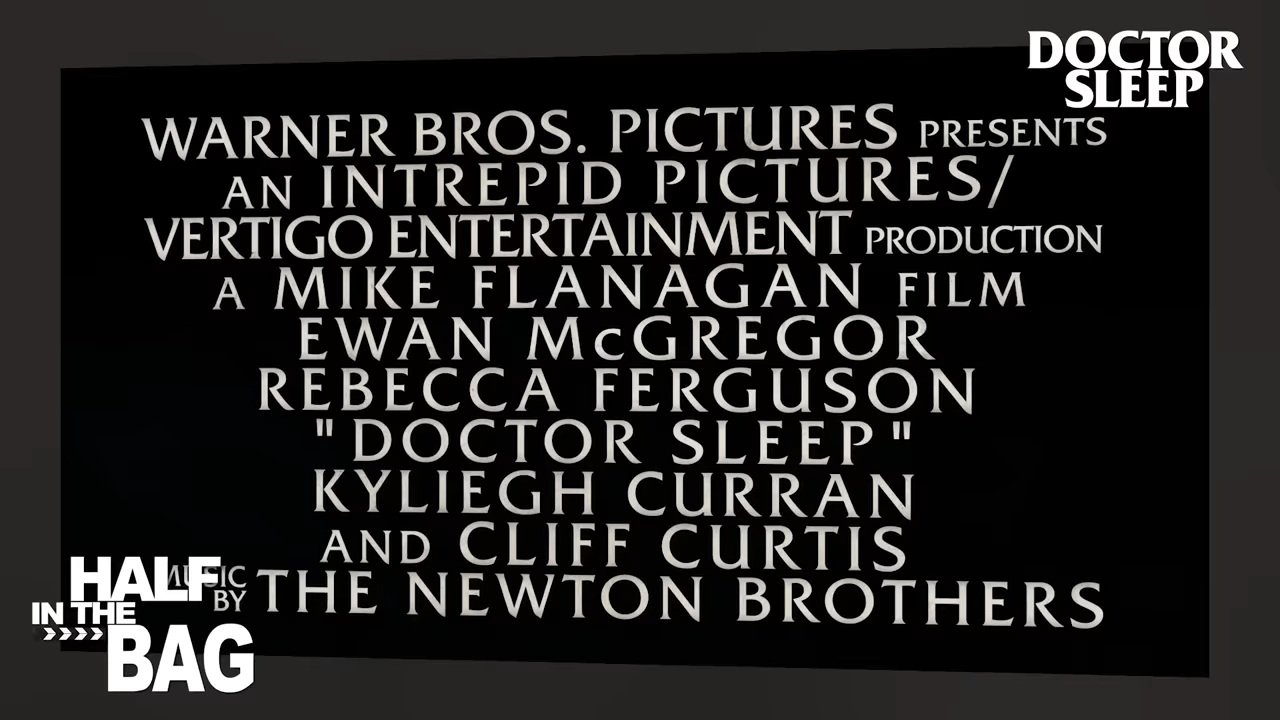 DOCTOR
SLEEP
WARNER BROS. PICTURES PRESENTS
AN INTREPID PICTURES/
VERTIGO ENTERTAINMENT PRODUCTION
A MIKE FLANAGAN FILM
EWAN McGREGOR
REBECCA FERGUSON
"DOCTOR SLEEP"
KYLIEGH CURRAN
AND CLIFF CURTIS
MUSIC BY THE NEWTON BROTHERS
HALF
IN THE
BAG